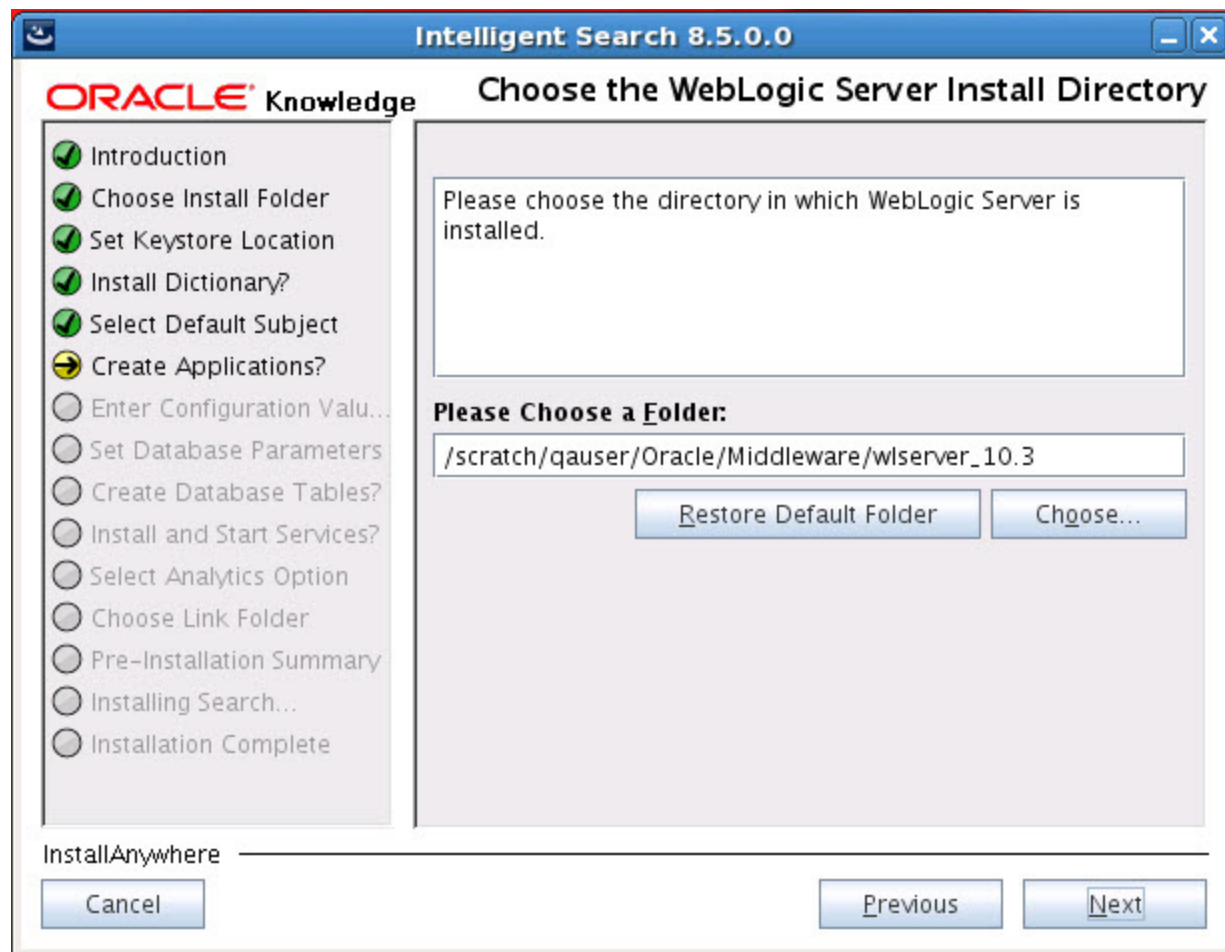 Intelligent Search 8.5.0.0
ORACLE Knowledge
Choose the WebLogic Server Install Directory
Introduction
Choose Install Folder
Set Keystore Location
Install Dictionary?
Select Default Subject
Create Applications?
Enter Configuration Valu...
Set Database Parameters
Create Database Tables?
Install and Start Services?
Select Analytics Option
Choose Link Folder
Pre-Installation Summary
Installing Search...
Installation Complete
Please choose the directory in which WebLogic Server is
installed.
Please Choose a Folder:
/scratch/qauser/Oracle/Middleware/wlserver_10.3
Restore Default Folder
Choose...
InstallAnywhere
Cancel
Previous
Next